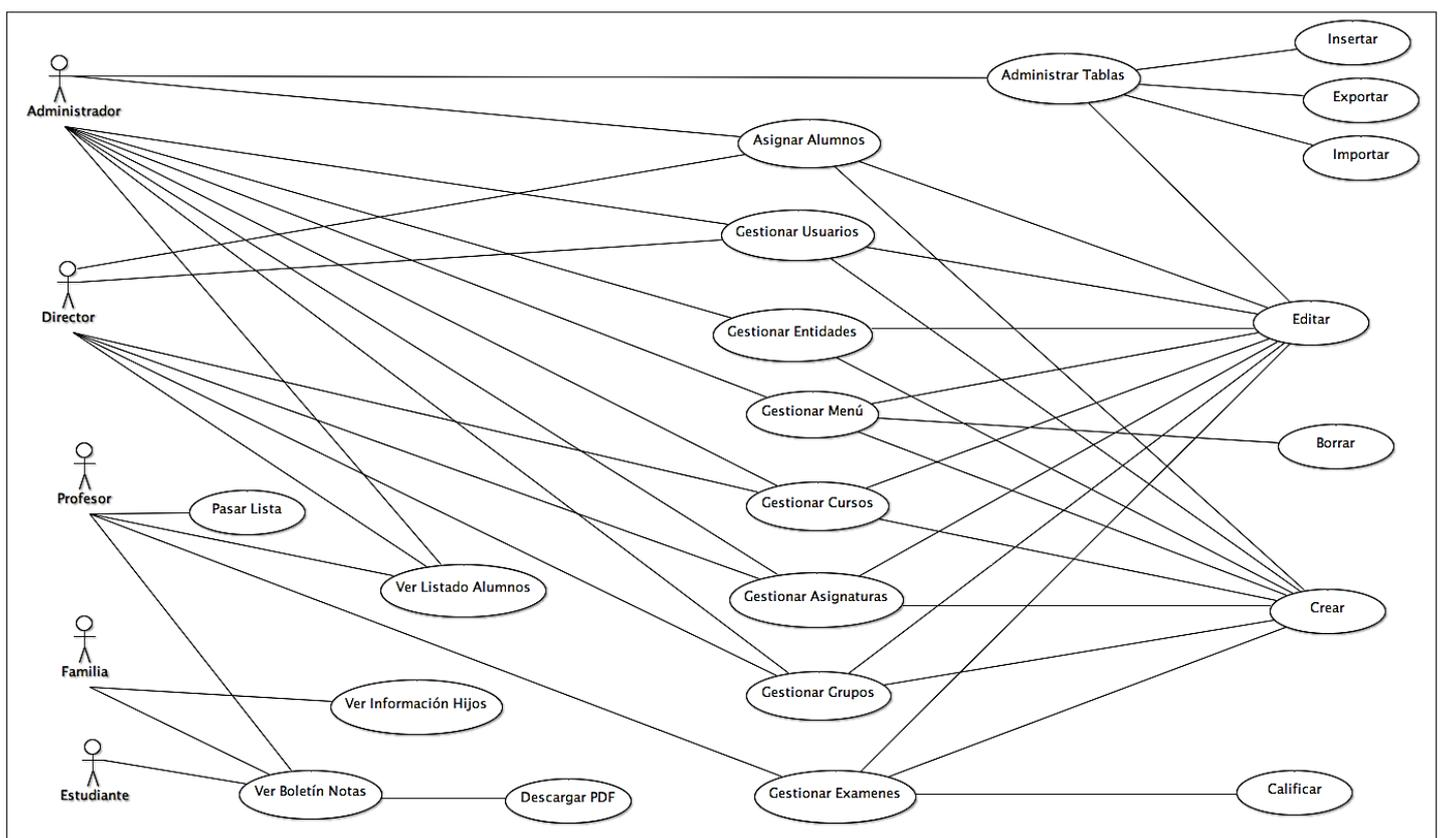 Insertar
Administrar Tablas
Exportar
Administrador
Asignar Alumnos
Importar
Gestionar Usuarios
Director
Editar
Gestionar Entidades
Gestionar Menú
Borrar
Profesor
Pasar Lista
Gestionar Cursos
Ver Listado Alumnos
Gestionar Asignaturas
Crear
Familia
Gestionar Grupos
Ver Información Hijos
Estudiante
Ver Boletín Notas
Descargar PDF
Gestionar Examenes
Calificar